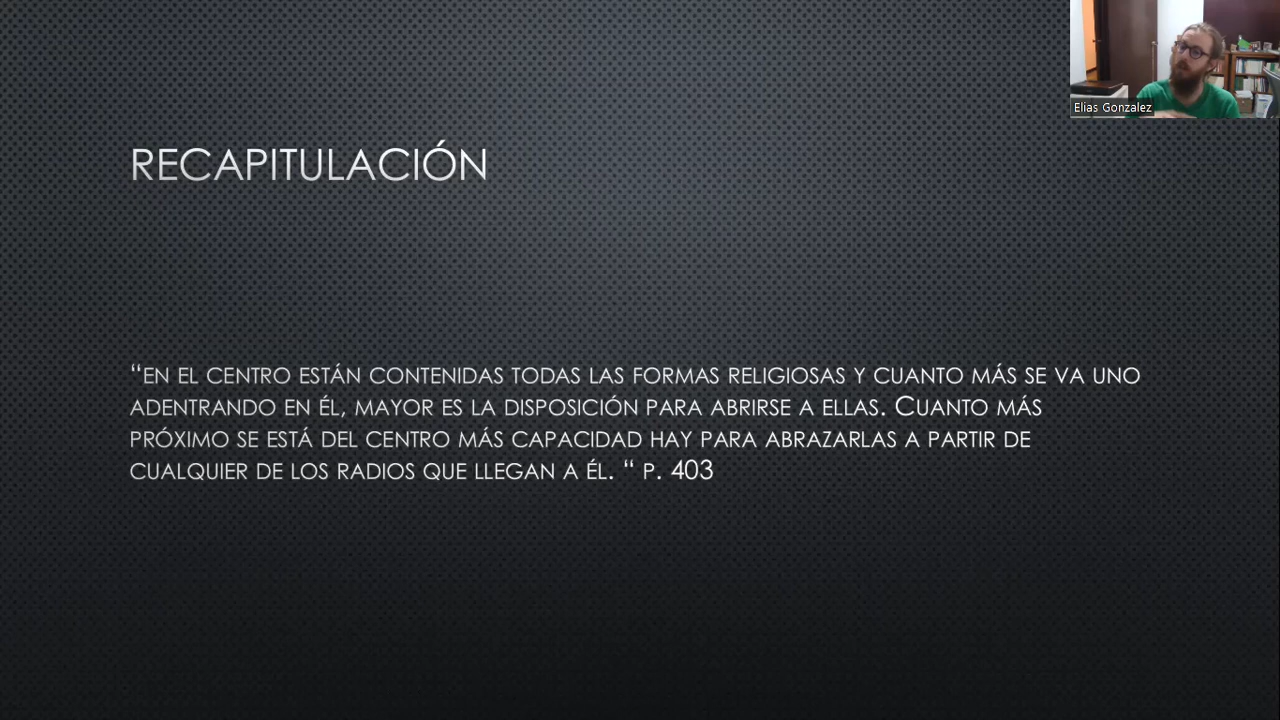 Elias Gonzalez
RECAPITULACIÓN
“EN EL CENTRO ESTÁN CONTENIDAS TODAS LAS FORMAS RELIGIOSAS Y CUANTO MÁS SE VA UNO
ADENTRANDO EN ÉL, MAYOR ES LA DISPOSICIÓN PARA ABRIRSE A ELLAS. CUANTO MÁS
PRÓXIMO SE ESTÁ DEL CENTRO MÁS CAPACIDAD HAY PARA ABRAZARLAS A PARTIR DE
CUALQUIER DE LOS RADIOS QUE LLEGAN A ÉL. “ P. 403